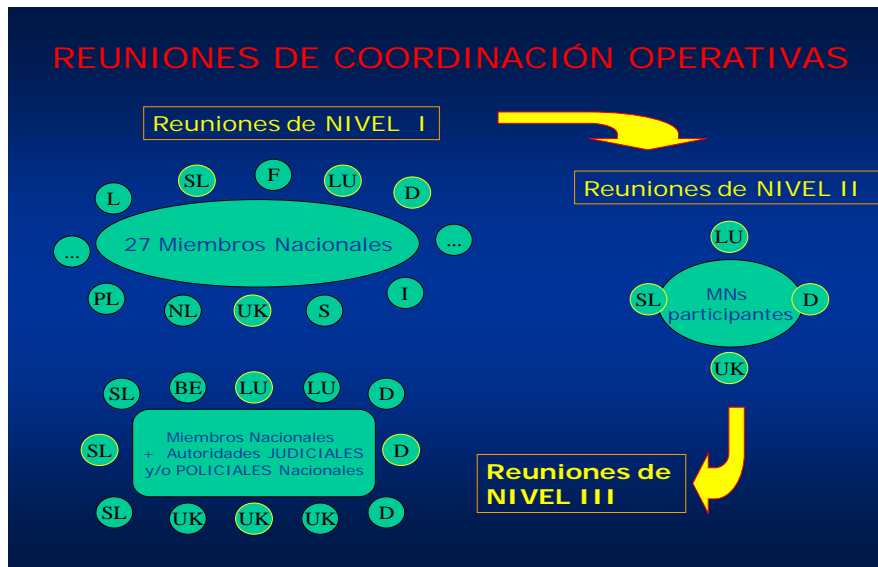 REUNIONES DE COORDINACIÓN OPERATIVAS
Reuniones de NIVEL I
SL
F
LU
D
L
27 Miembros Nacionales
...
...
PL
NL
UK
S
I
Reuniones de NIVEL II
LU
SL
MNs
participantes
D
UK
SL
BE
LU
LU
D
SL
Miembros Nacionales
+ Autoridades JUDICIALES
y/o POLICIALES Nacionales
D
SL
UK
UK
UK
D
Reuniones de
NIVEL III